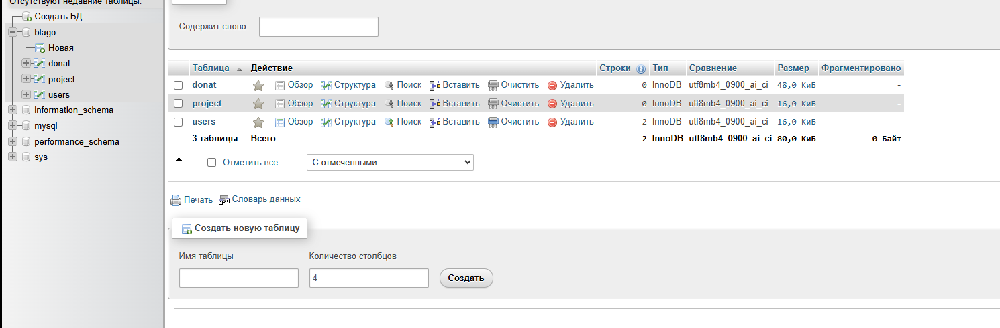 Отсутствуют недавние таблицы.
Создать БД
blago
Новая
donat
project
users
information_schema
mysql
performance_schema
sys
Содержит слово:
Таблица Действие Строки Тип Сравнение Размер Фрагментировано
donat Обзор Структура Поиск Вставить Очистить Удалить 0 InnoDB utf8mb4_0900_ai_ci 48,0 КиБ -
project Обзор Структура Поиск Вставить Очистить Удалить 0 InnoDB utf8mb4_0900_ai_ci 16,0 КиБ -
users Обзор Структура Поиск Вставить Очистить Удалить 2 InnoDB utf8mb4_0900_ai_ci 16,0 КиБ -
3 таблицы Всего 2 InnoDB utf8mb4_0900_ai_ci 80,0 КиБ 0 Байт
Отметить все С отмеченными:
Печать Словарь данных
Создать новую таблицу
Имя таблицы Количество столбцов
4 Создать